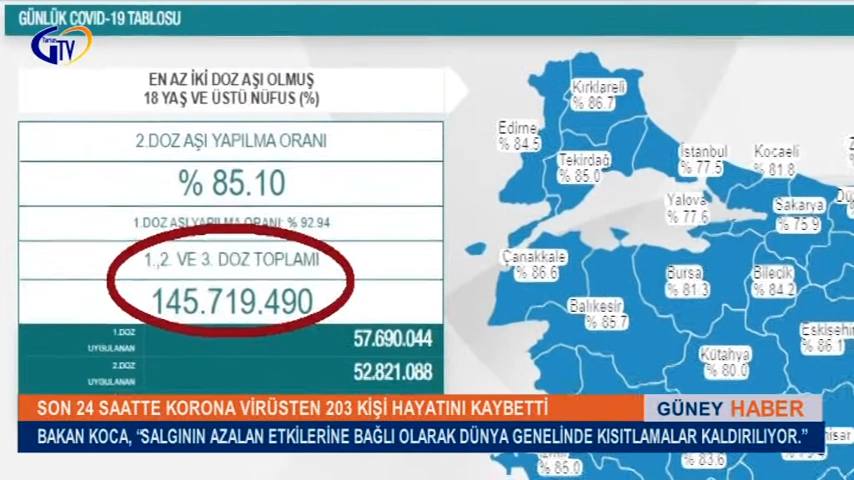 GÜNLÜK COVID-19 TABLOSU
GTV
EN AZ İKİ DOZ AŞI OLMUŞ
18 YAŞ VE ÜSTÜ NÜFUS (%)
2.DOZ AŞI YAPILMA ORANI
% 85.10
1.DOZ AŞI YAPILMA ORANI: % 92.94
1.,2. VE 3. DOZ TOPLAMI
145.719.490
1.DOZ
UYGULANAN
57.690.044
2.DOZ
UYGULANAN
52.821.088
Kırklareli
% 86.7
Edirne
% 84.5
Tekirdağ
% 85.0
İstanbul
% 77.5
Kocaeli
% 81.8
Yalova
% 77.6
Sakarya
% 75.9
Çanakkale
% 86.6
Bursa
% 81.3
Bilecik
% 84.2
Balıkesir
% 85.7
Eskişehir
% 86.1
Kütahya
% 80.0
SON 24 SAATTE KORONA VİRÜSTEN 203 KİŞİ HAYATINI KAYBETTİ
GÜNEY HABER
BAKAN KOCA, “SALGININ AZALAN ETKİLERİNE BAĞLI OLARAK DÜNYA GENELİNDE KISITLAMALAR KALDIRILIYOR.”
% 85.0
% 83.6